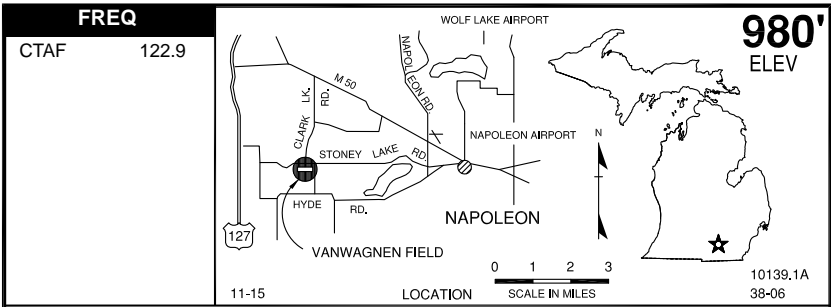 FREQ
CTAF 122.9
WOLF LAKE AIRPORT
NAPOLEON RD.
M 50
CLARK LK. RD.
NAPOLEON AIRPORT
STONEY LAKE RD.
HYDE RD.
NAPOLEON
127
VANWAGNEN FIELD
N
0 1 2 3
SCALE IN MILES
11-15
LOCATION
980'
ELEV
10139.1A
38-06